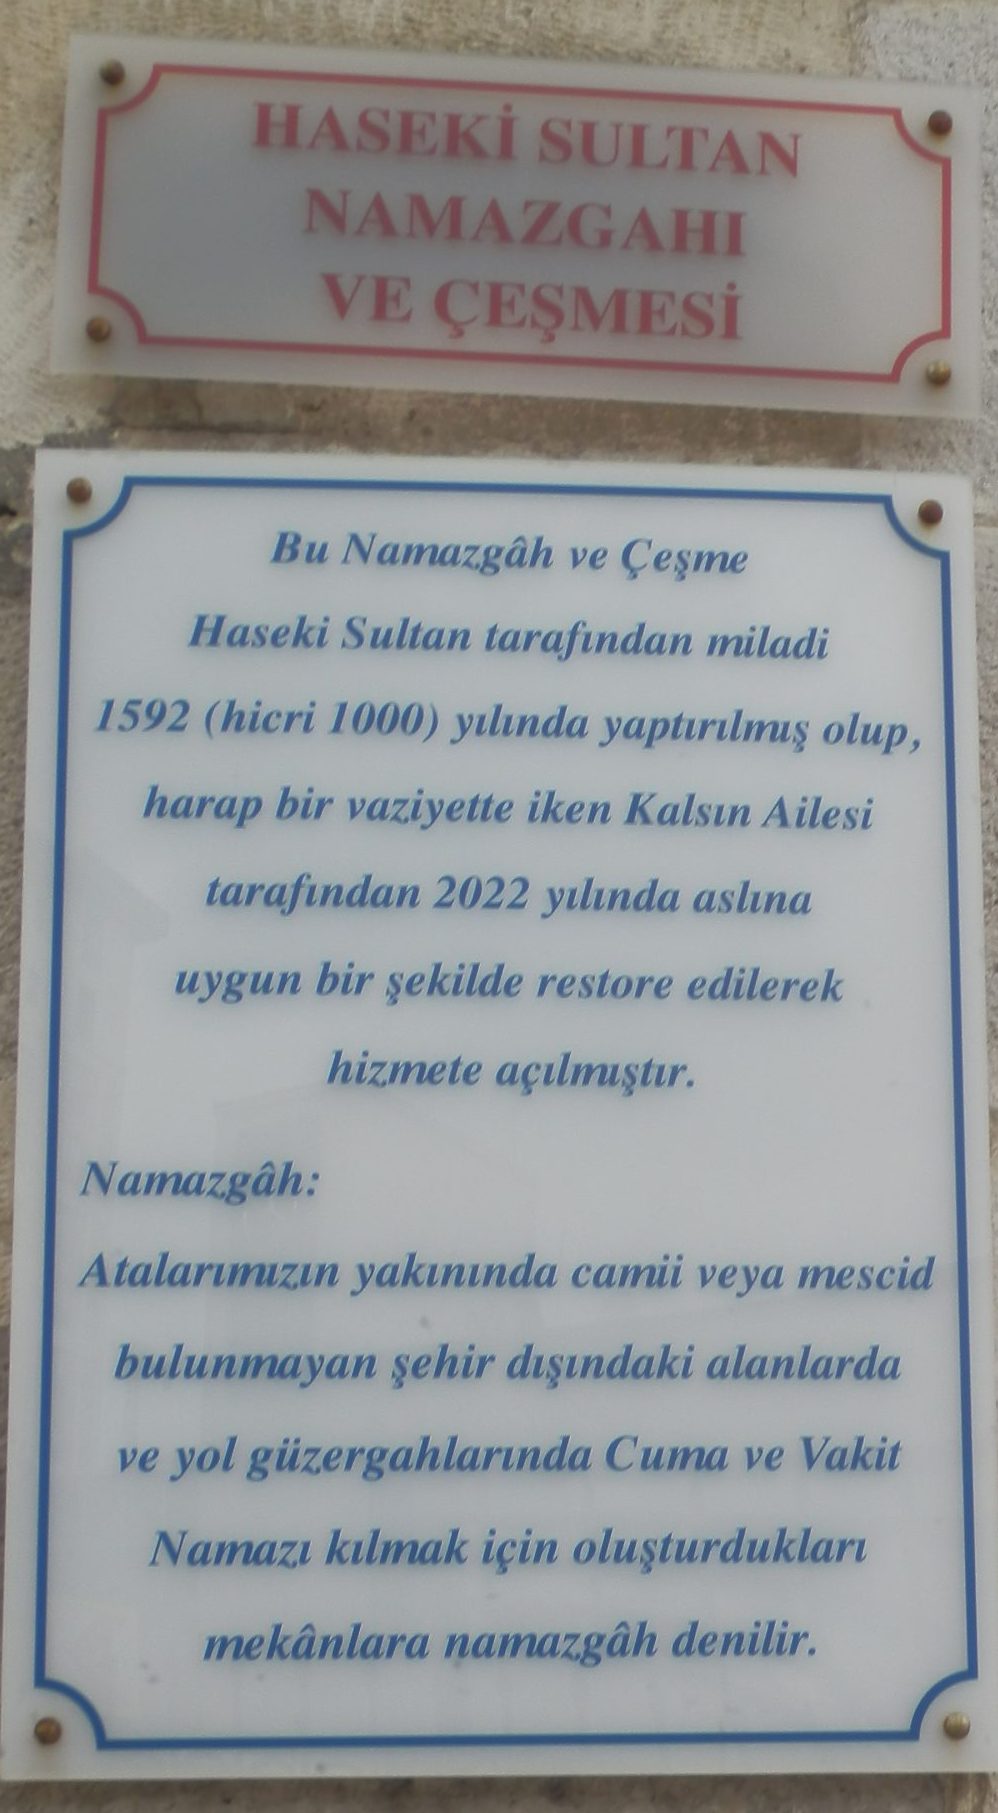 HASEKİ SULTAN
NAMAZGAHI
VE ÇEŞMESİ
Bu Namazgâh ve Çeşme
Haseki Sultan tarafından miladi
1592 (hicri 1000) yılında yaptırılmış olup,
harap bir vaziyette iken Kalsın Ailesi
tarafından 2022 yılında aslına
uygun bir şekilde restore edilerek
hizmete açılmıştır.
Namazgâh:
Atalarımızın yakınında camii veya mescid
bulunmayan şehir dışındaki alanlarda
ve yol güzergahlarında Cuma ve Vakit
Namazı kılmak için oluşturdukları
mekânlara namazgâh denilir.